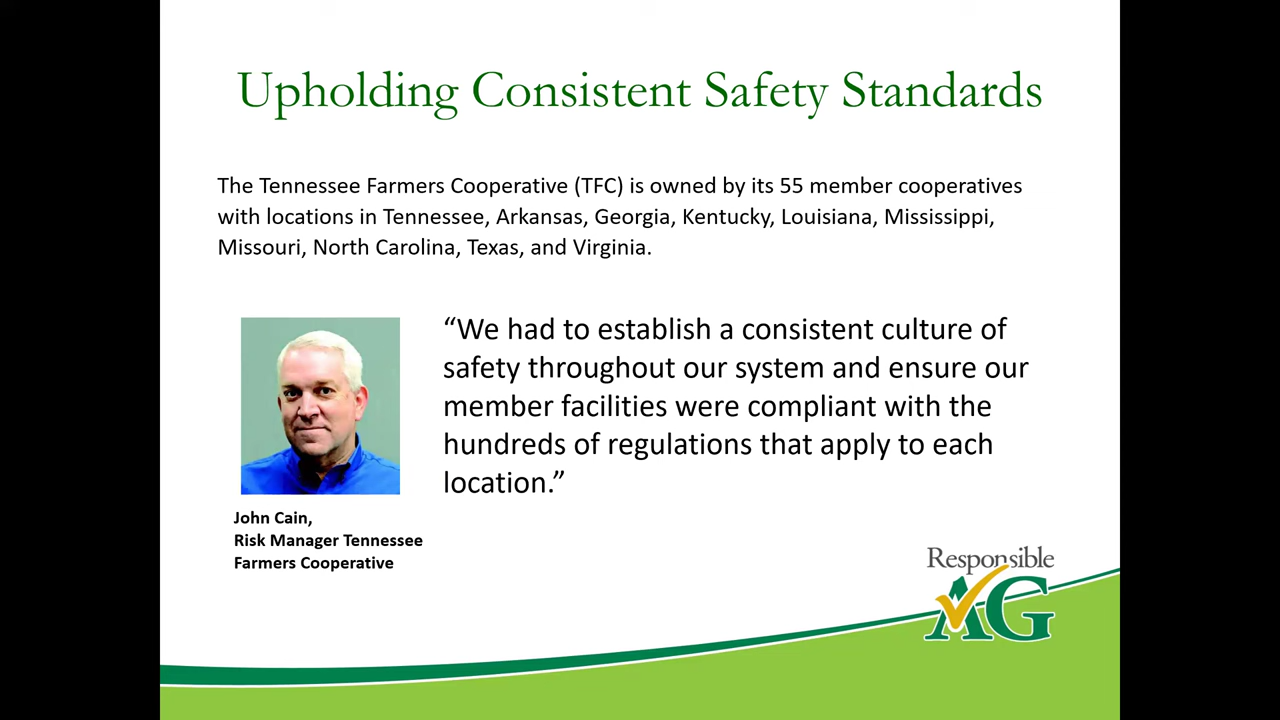 Upholding Consistent Safety Standards
The Tennessee Farmers Cooperative (TFC) is owned by its 55 member cooperatives
with locations in Tennessee, Arkansas, Georgia, Kentucky, Louisiana, Mississippi,
Missouri, North Carolina, Texas, and Virginia.
“We had to establish a consistent culture of
safety throughout our system and ensure our
member facilities were compliant with the
hundreds of regulations that apply to each
location.”
John Cain,
Risk Manager Tennessee
Farmers Cooperative
Responsible
AG